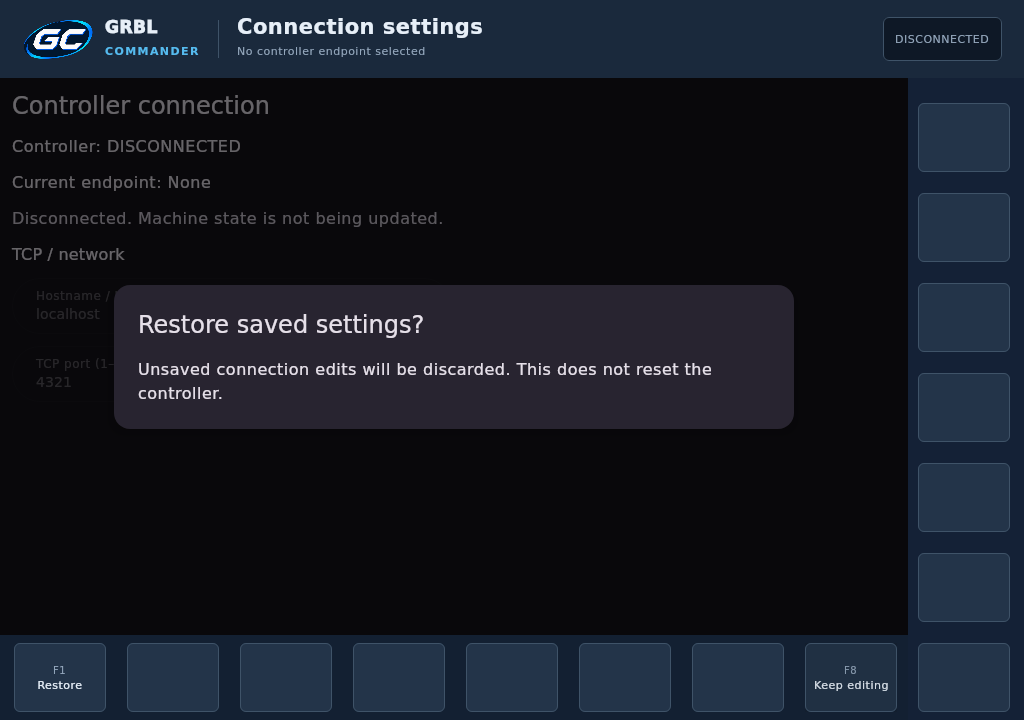 GC
GRBL
COMMANDER
Connection settings
No controller endpoint selected
DISCONNECTED
Controller connection
Controller: DISCONNECTED
Current endpoint: None
Disconnected. Machine state is not being updated.
TCP / network
Hostname /
localhost
TCP port (1–
4321
Restore saved settings?
Unsaved connection edits will be discarded. This does not reset the
controller.
F1
Restore
F8
Keep editing